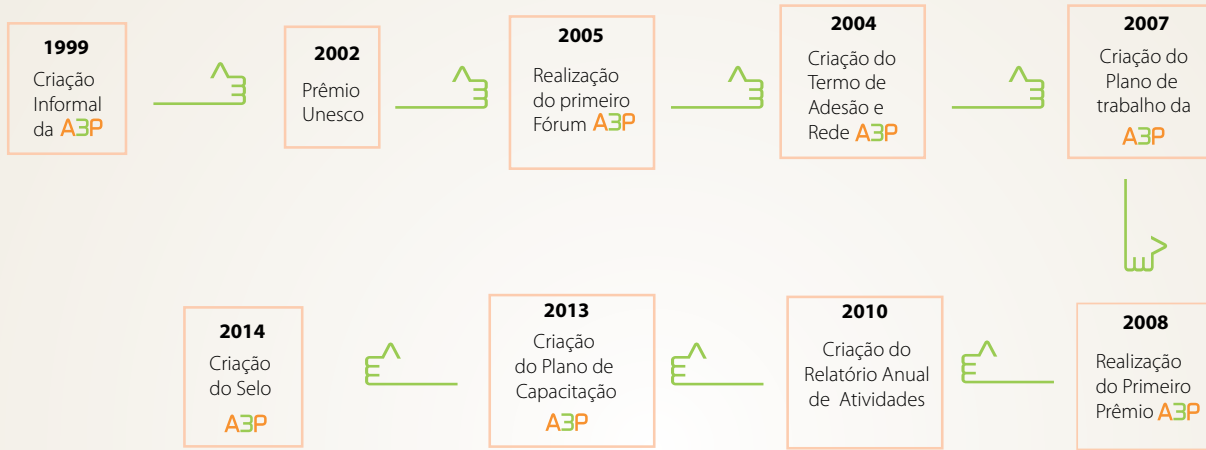 1999
Criação
Informal
da A3P
2002
Prêmio
Unesco
2005
Realização
do primeiro
Fórum A3P
2004
Criação do
Termo de
Adesão e
Rede A3P
2007
Criação do
Plano de
trabalho da
A3P
2008
Realização
do Primeiro
Prêmio A3P
2010
Criação do
Relatório Anual
de Atividades
2013
Criação
do Plano de
Capacitação
A3P
2014
Criação
do Selo
A3P